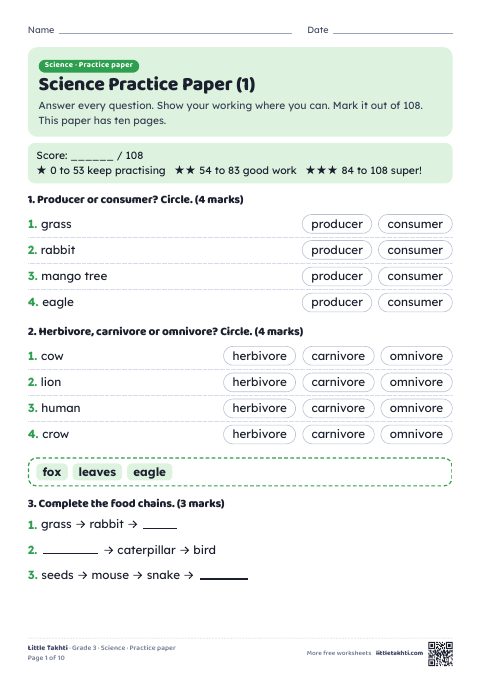 Name ____ Date ____
Science · Practice paper
Science Practice Paper (1)
Answer every question. Show your working where you can. Mark it out of 108.
This paper has ten pages.
Score: ______ / 108
★ 0 to 53 keep practising ★★ 54 to 83 good work ★★★ 84 to 108 super!
1. Producer or consumer? Circle. (4 marks)
1. grass producer consumer
2. rabbit producer consumer
3. mango tree producer consumer
4. eagle producer consumer
2. Herbivore, carnivore or omnivore? Circle. (4 marks)
1. cow herbivore carnivore omnivore
2. lion herbivore carnivore omnivore
3. human herbivore carnivore omnivore
4. crow herbivore carnivore omnivore
fox leaves eagle
3. Complete the food chains. (3 marks)
1. grass → rabbit → ____
2. ____ → caterpillar → bird
3. seeds → mouse → snake → ____
Little Takhti · Grade 3 · Science · Practice paper
Page 1 of 10
More free worksheets littletakhti.com